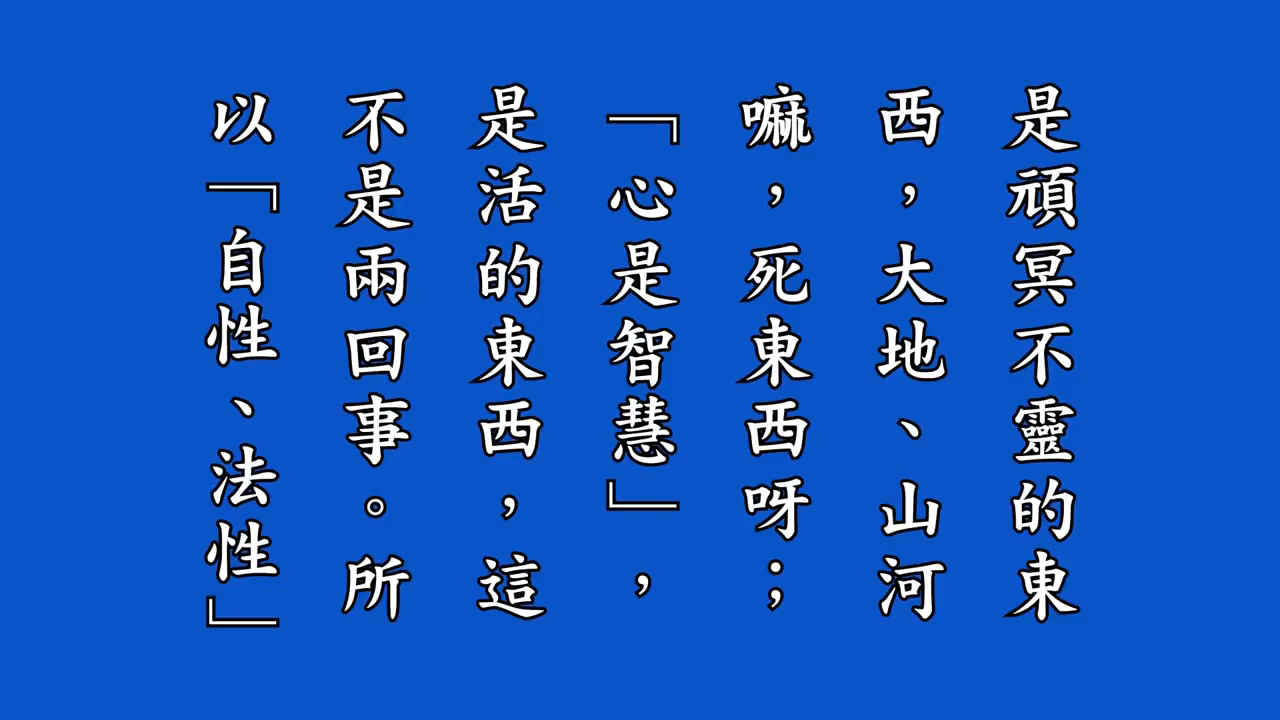 是頑冥不靈的東
西，大地、山河
嘛，死東西呀；
「心是智慧」，
是活的東西，這
不是兩回事。所
以「自性、法性」